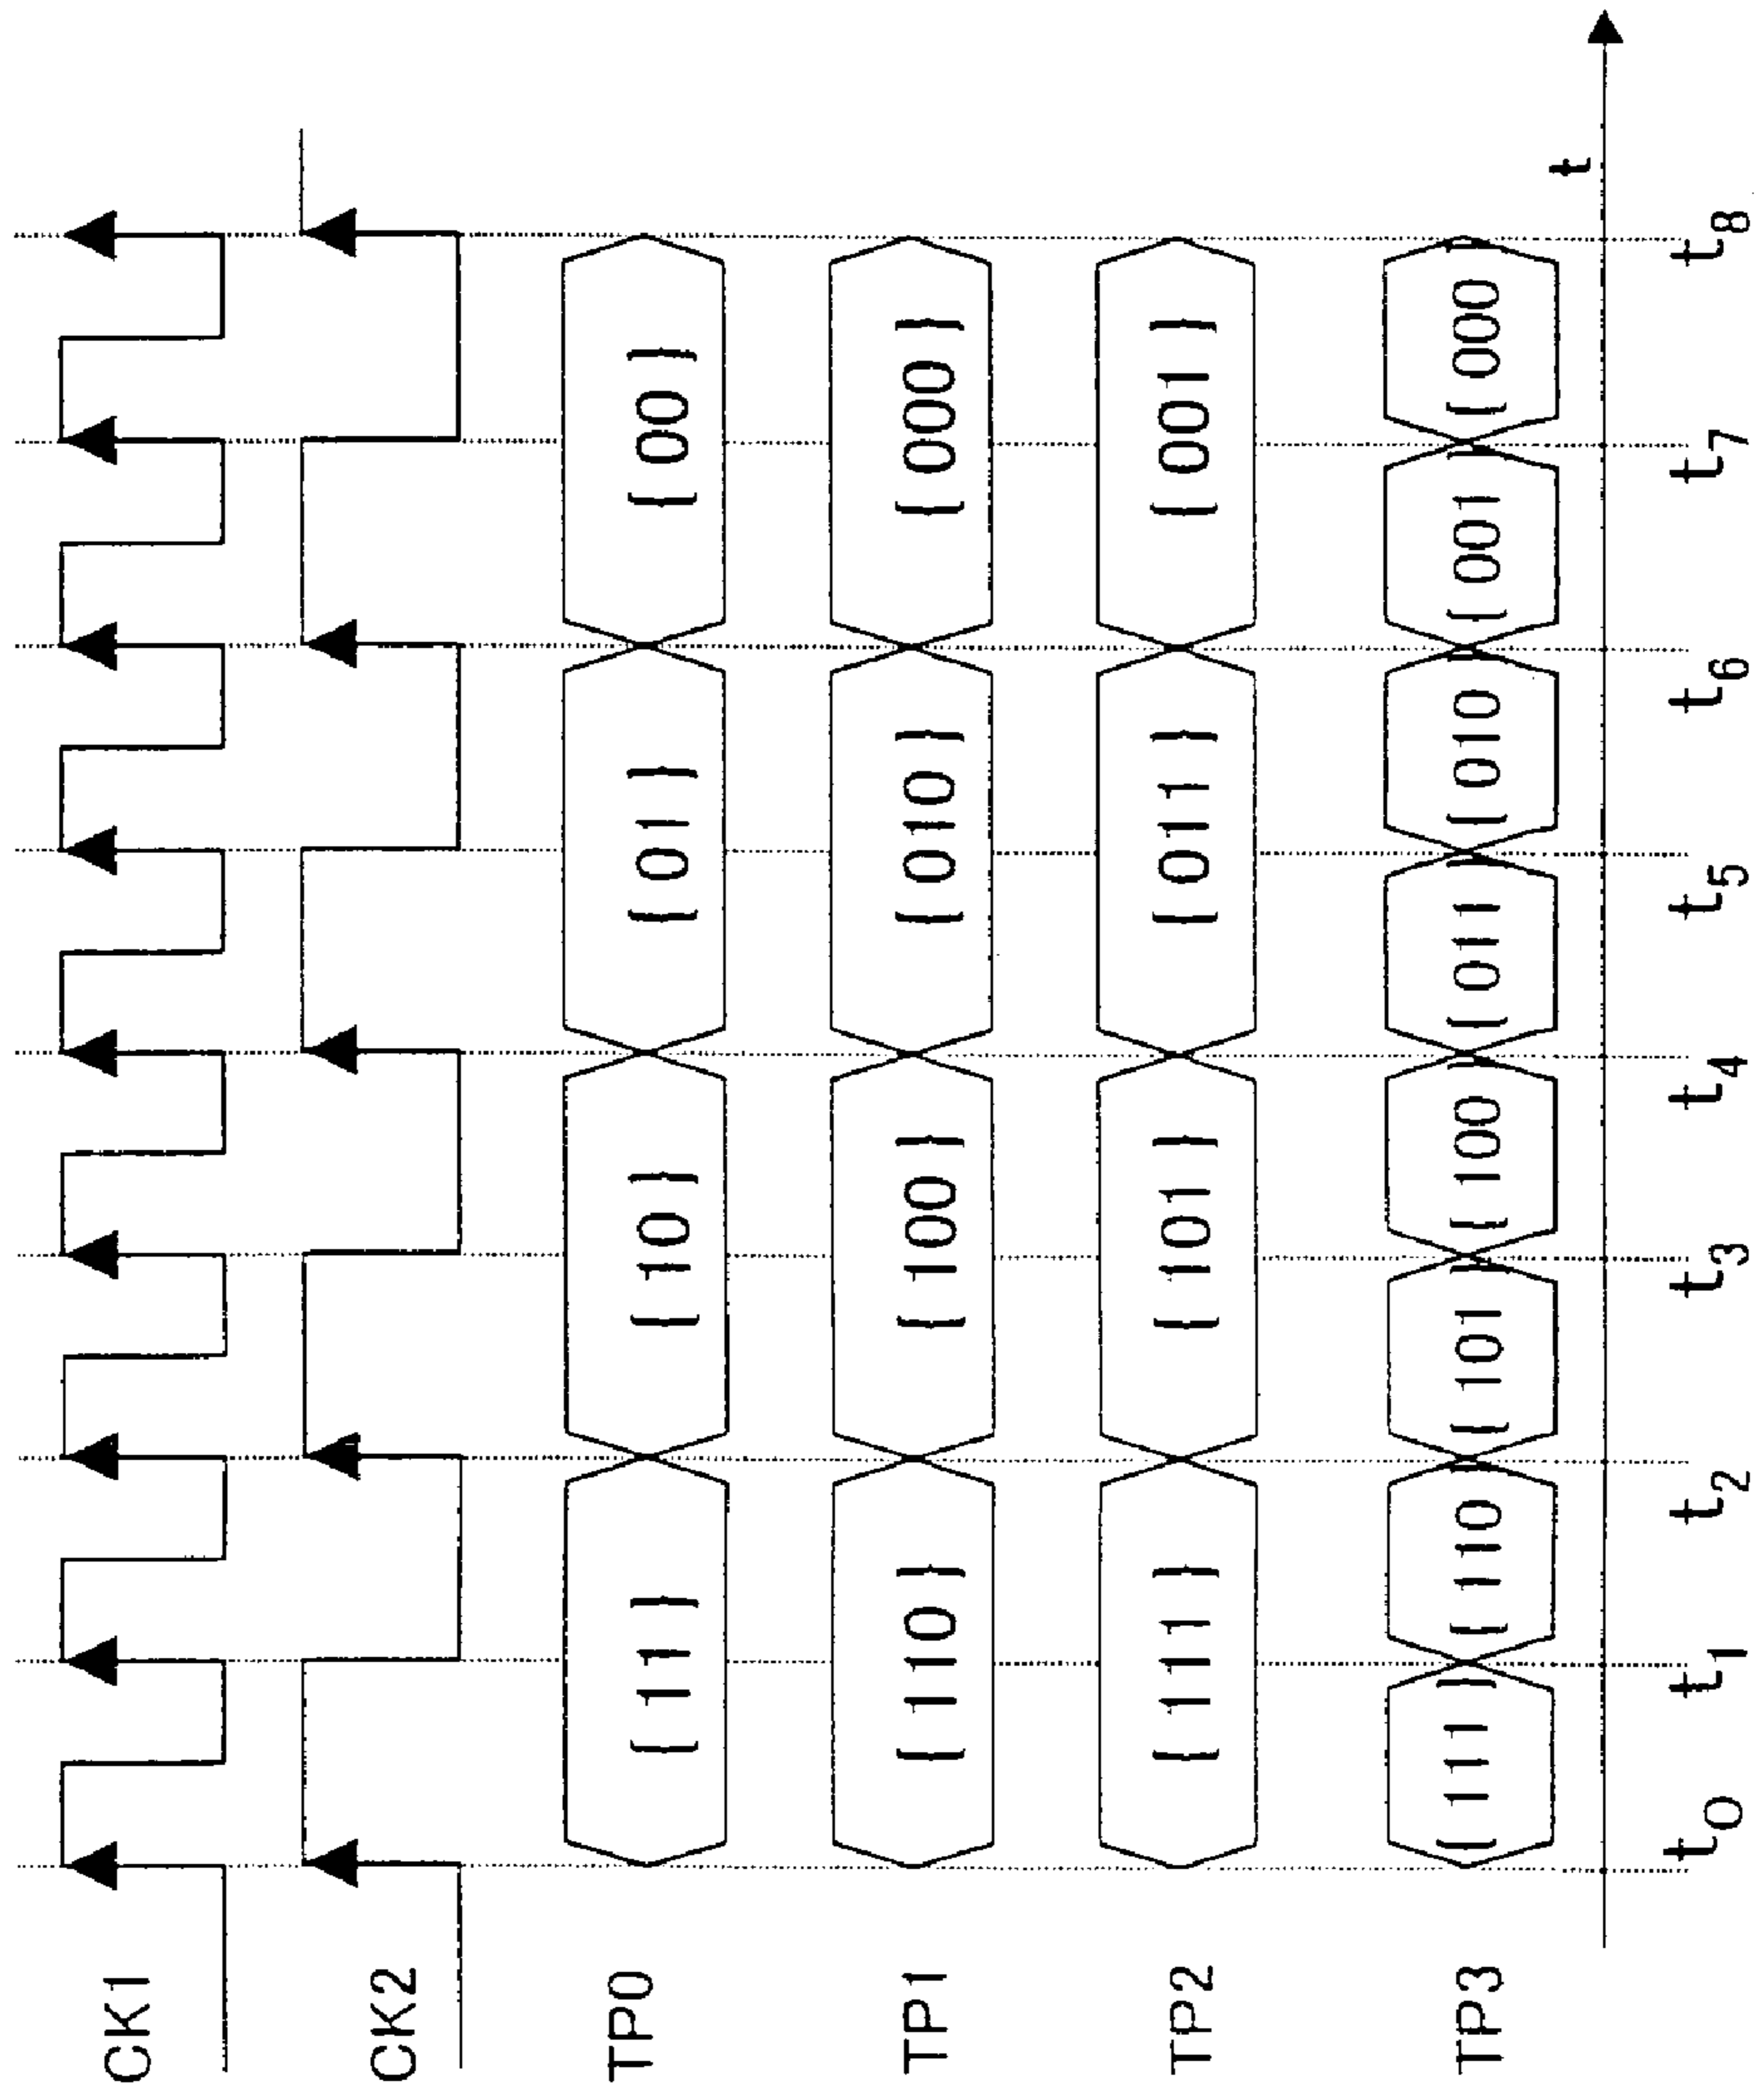 CK1
CK2
TP0 { 11 } { 10 } { 01 } { 00 }
TP1 { 110 } { 100 } { 010 } { 000 }
TP2 { 111 } { 101 } { 011 } { 001 }
TP3 { 111 } { 110 } { 101 } { 100 } { 011 } { 010 } { 001 } { 000 }
t
t0 t1 t2 t3 t4 t5 t6 t7 t8